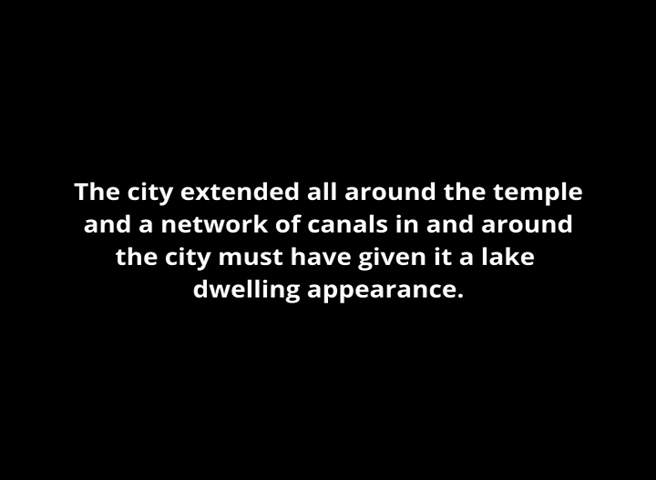 The city extended all around the temple
and a network of canals in and around
the city must have given it a lake
dwelling appearance.